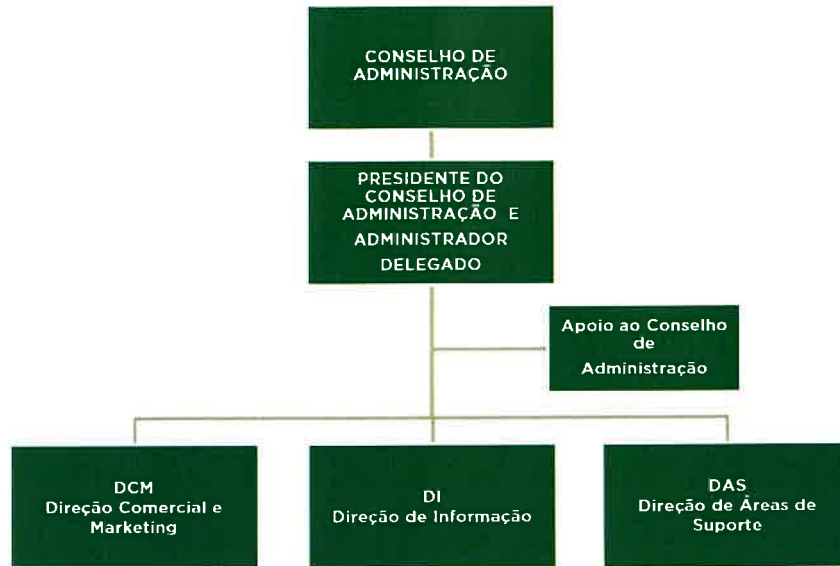 CONSELHO DE
ADMINISTRAÇÃO
PRESIDENTE DO
CONSELHO DE
ADMINISTRAÇÃO E
ADMINISTRADOR
DELEGADO
Apoio ao Conselho
de
Administração
DCM
Direção Comercial e
Marketing
DI
Direção de Informação
DAS
Direção de Áreas de
Suporte